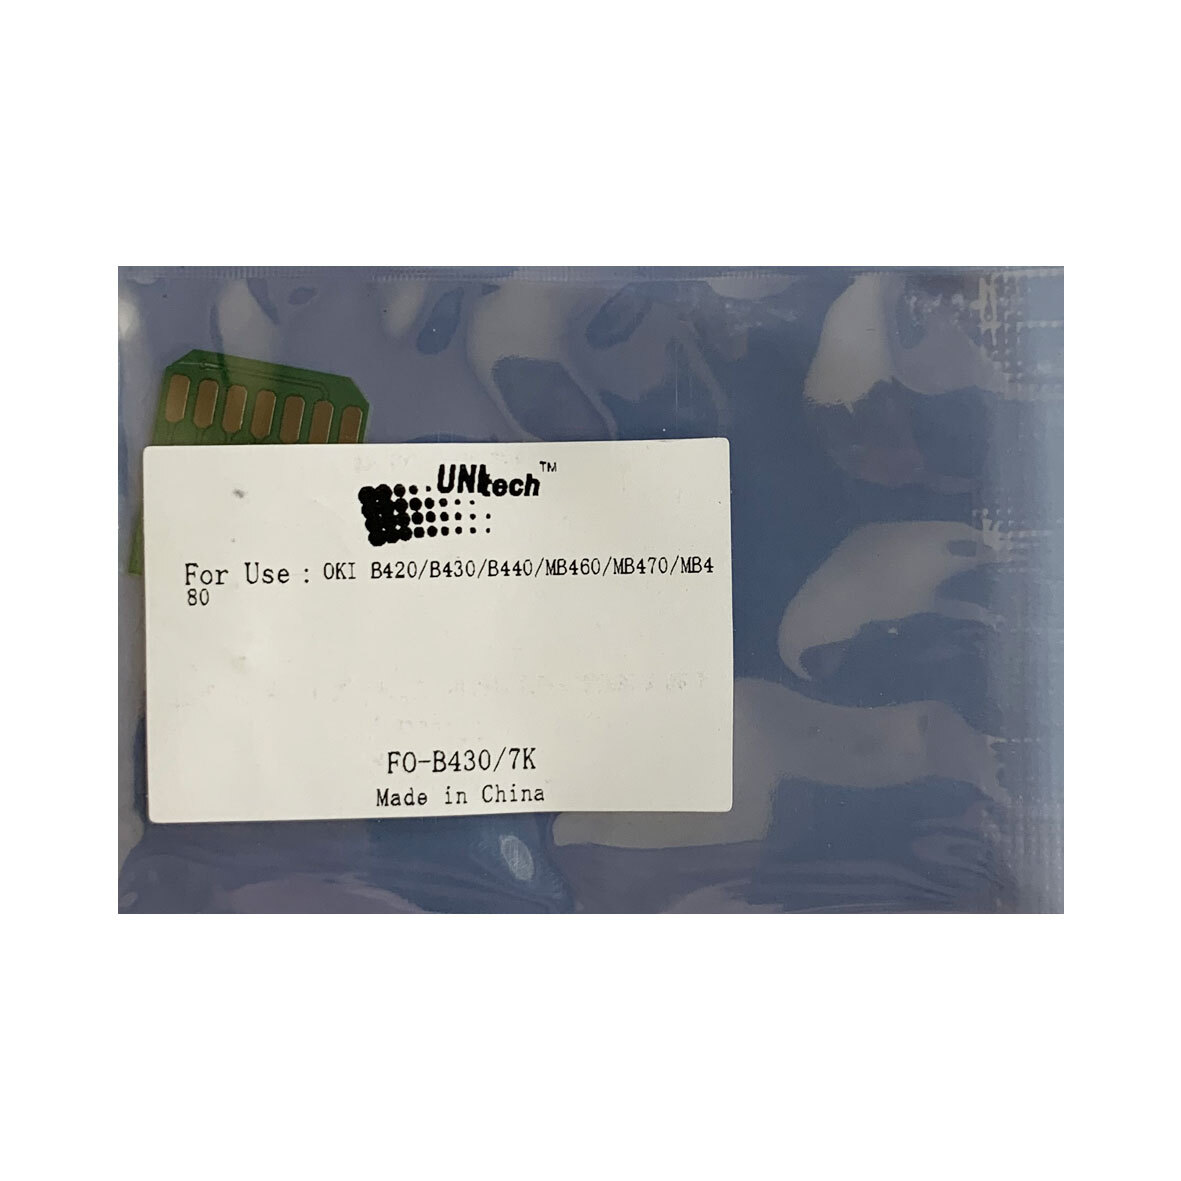 UNItech™
For Use : OKI B420/B430/B440/MB460/MB470/MB4
80
FO-B430/7K
Made in China